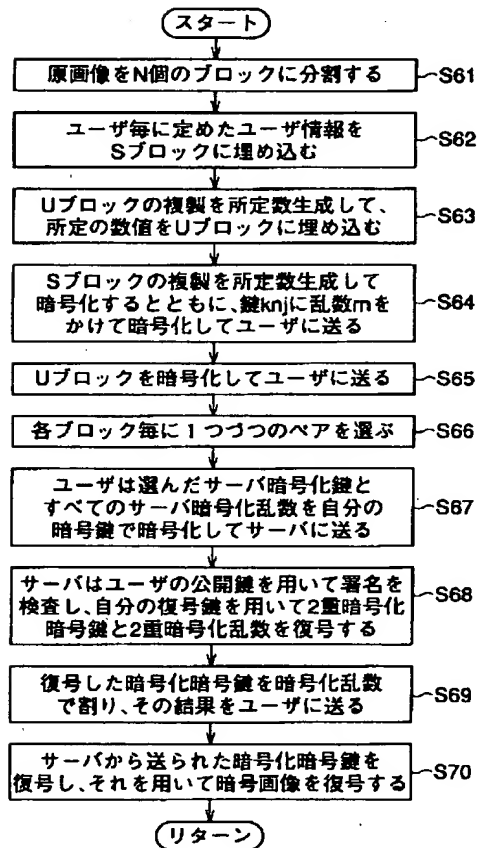 スタート
原画像をN個のブロックに分割する
S61
ユーザ毎に定めたユーザ情報を
Sブロックに埋め込む
S62
Uブロックの複製を所定数生成して、
所定の数値をUブロックに埋め込む
S63
Sブロックの複製を所定数生成して
暗号化するとともに、鍵knjに乱数mを
かけて暗号化してユーザに送る
S64
Uブロックを暗号化してユーザに送る
S65
各ブロック毎に1つづつのペアを選ぶ
S66
ユーザは選んだサーバ暗号化鍵と
すべてのサーバ暗号化乱数を自分の
暗号鍵で暗号化してサーバに送る
S67
サーバはユーザの公開鍵を用いて署名を
検査し、自分の復号鍵を用いて2重暗号化
暗号鍵と2重暗号化乱数を復号する
S68
復号した暗号化暗号鍵を暗号化乱数
で割り、その結果をユーザに送る
S69
サーバから送られた暗号化暗号鍵を
復号し、それを用いて暗号画像を復号する
S70
リターン